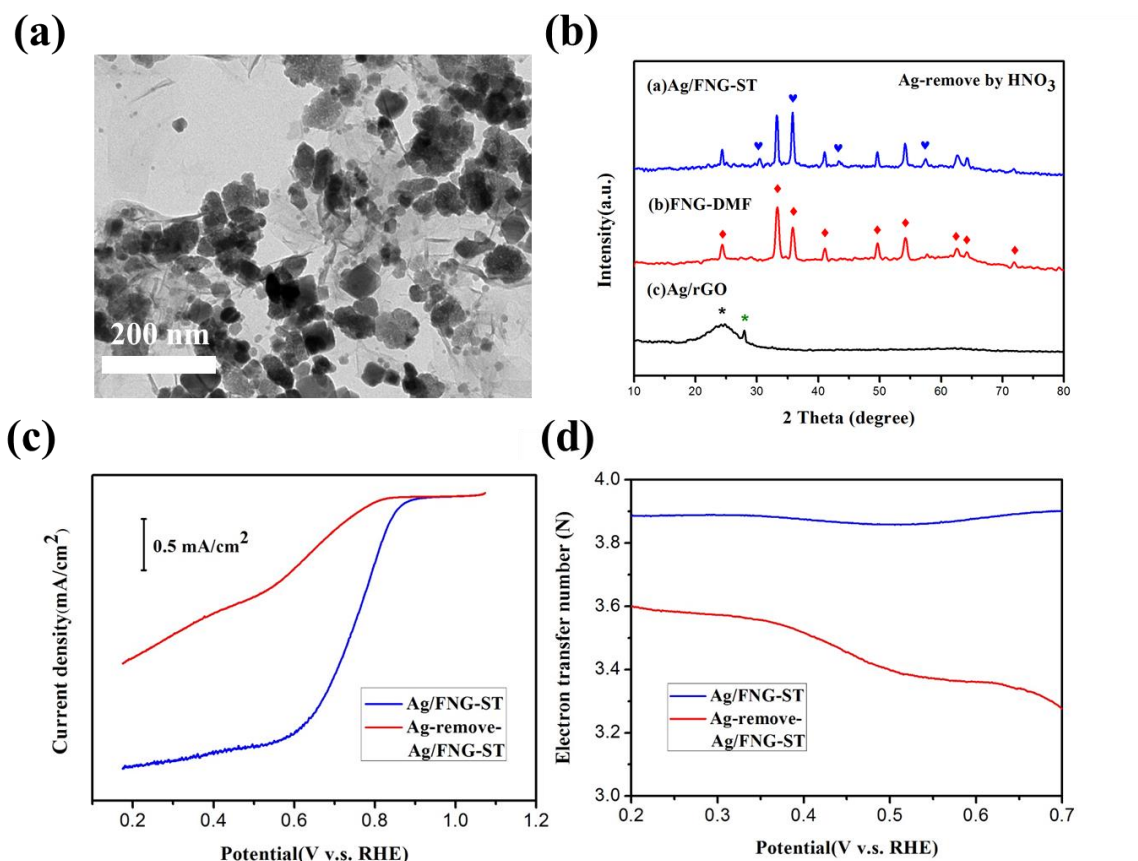 (a)
200 nm
(b)
(a)Ag/FNG-ST
Ag-remove by HNO3
(b)FNG-DMF
(c)Ag/rGO
* *
Intensity(a.u.)
10 20 30 40 50 60 70 80
2 Theta (degree)
(c)
0.5 mA/cm2
Ag/FNG-ST
Ag-remove-
Ag/FNG-ST
Current density(mA/cm2)
0.2 0.4 0.6 0.8 1.0 1.2
Potential(V v.s. RHE)
(d)
4.0
3.8
3.6
3.4
3.2
3.0
Ag/FNG-ST
Ag-remove-
Ag/FNG-ST
Electron transfer number (N)
0.2 0.3 0.4 0.5 0.6 0.7
Potential(V v.s. RHE)